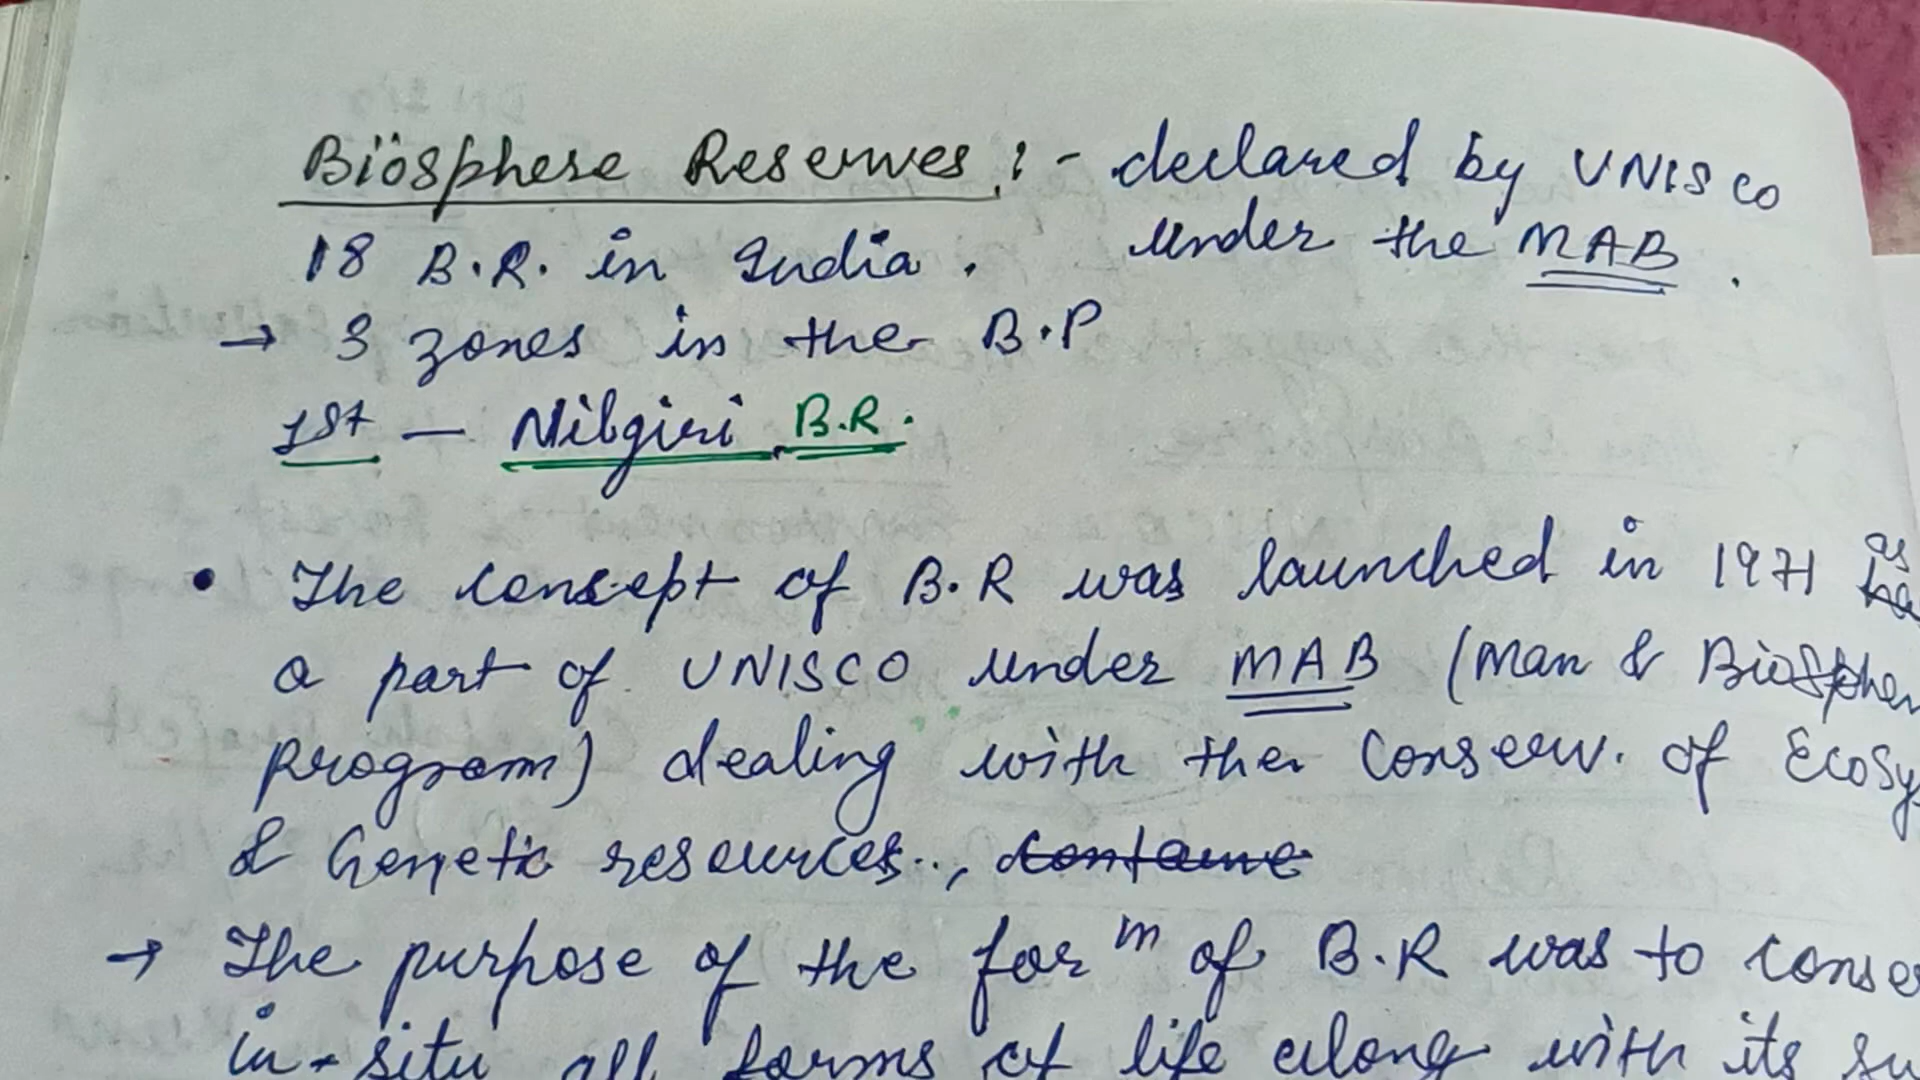 Biosphere Reserves :- declared by UNISCO
under the MAB.
18 B.R. in India.
→ 3 zones in the B.P
1st — Nilgiri B.R.
• The concept of B.R was launched in 1971 as
a part of UNISCO under MAB (Man & Biospher
program) dealing with the Conserv. of Ecosy
& Genetic resources..,
→ The purpose of the for^m of B.R was to conse
in-situ all forms of life along with its su